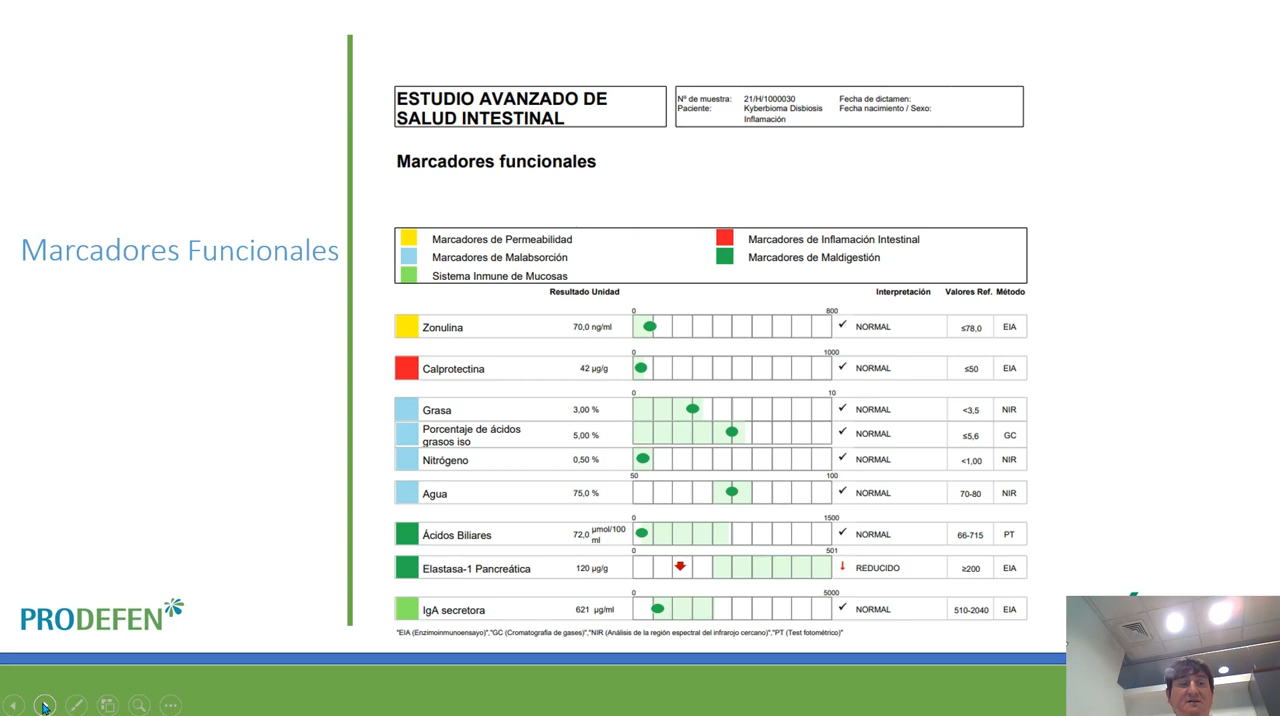 ESTUDIO AVANZADO DE
SALUD INTESTINAL
Nº de muestra: 21/H/1000030 Fecha de dictamen:
Paciente: Kyberbioma Disbiosis Fecha nacimiento / Sexo:
Inflamación
Marcadores funcionales
Marcadores Funcionales
Marcadores de Permeabilidad Marcadores de Inflamación Intestinal
Marcadores de Malabsorción Marcadores de Maldigestión
Sistema Inmune de Mucosas
Resultado Unidad Interpretación Valores Ref. Método
0 800
Zonulina 70,0 ng/ml ✓ NORMAL ≤78,0 EIA
0 1000
Calprotectina 42 µg/g ✓ NORMAL ≤50 EIA
0 10
Grasa 3,00 % ✓ NORMAL <3,5 NIR
Porcentaje de ácidos
grasos iso 5,00 % ✓ NORMAL ≤5,6 GC
Nitrógeno 0,50 % ✓ NORMAL <1,00 NIR
50 100
Agua 75,0 % ✓ NORMAL 70-80 NIR
0 1500
Ácidos Biliares 72,0 µmol/100 ml ✓ NORMAL 66-715 PT
0 501
Elastasa-1 Pancreática 120 µg/g ↓ REDUCIDO ≥200 EIA
0 5000
IgA secretora 621 µg/ml ✓ NORMAL 510-2040 EIA
"EIA (Enzimoinmunoensayo)","GC (Cromatografia de gases)","NIR (Análisis de la región espectral del infrarojo cercano)","PT (Test fotométrico)"
PRODEFEN